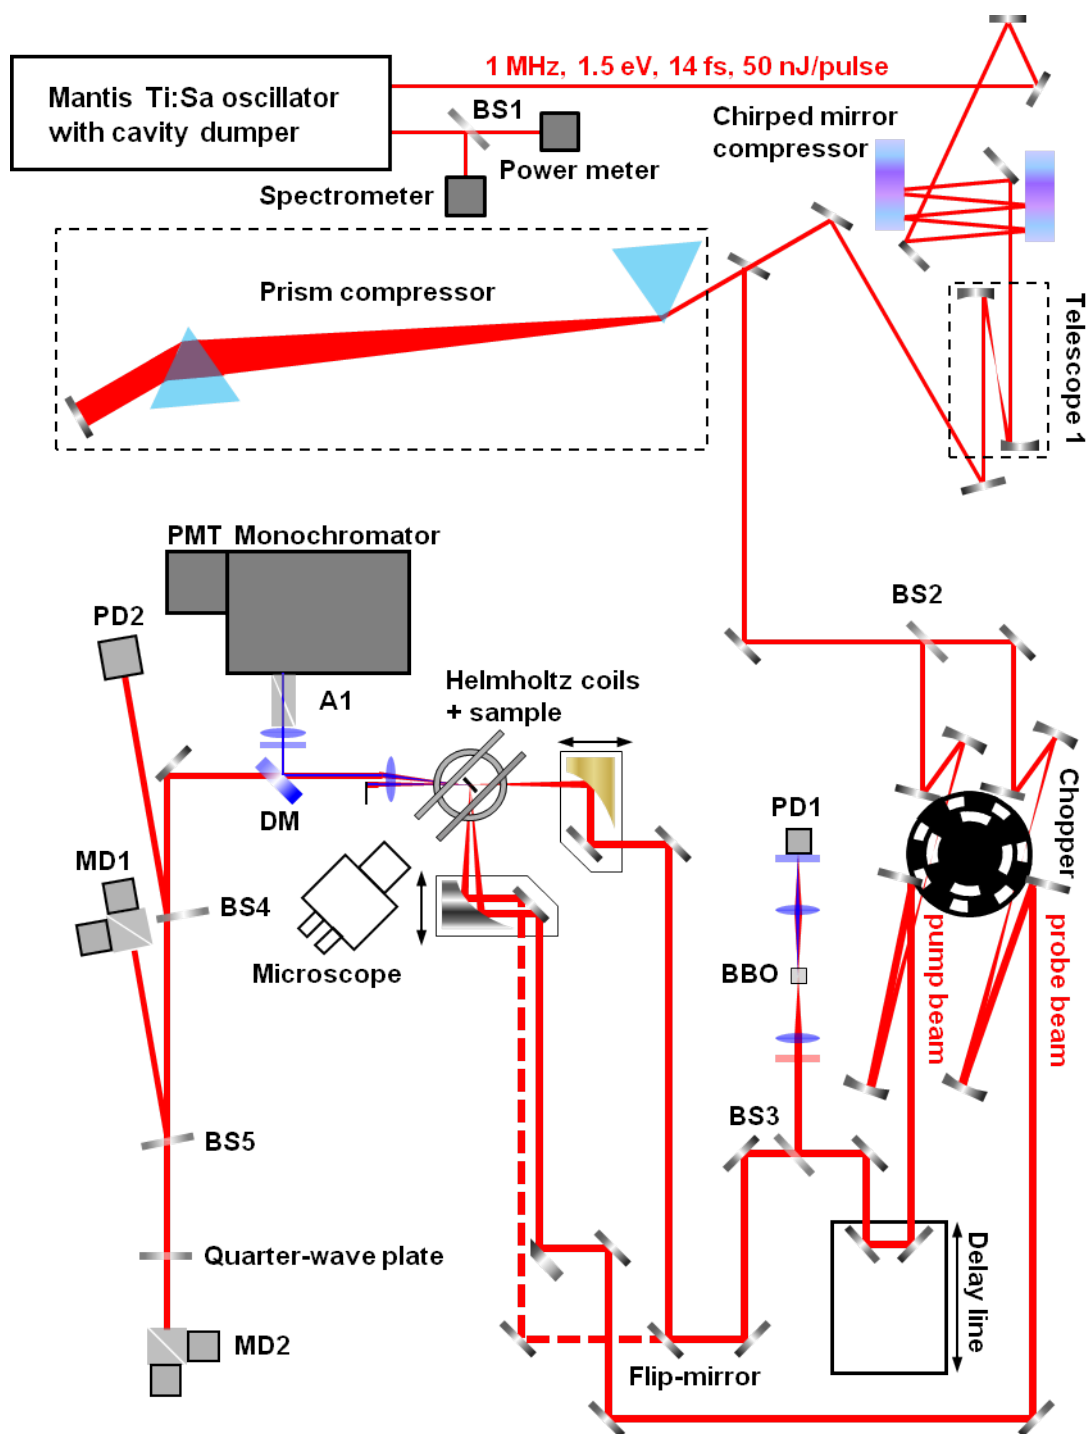 1 MHz, 1.5 eV, 14 fs, 50 nJ/pulse
Mantis Ti:Sa oscillator
with cavity dumper
BS1
Power meter
Spectrometer
Chirped mirror
compressor
Prism compressor
Telescope 1
PMT Monochromator
PD2
A1
Helmholtz coils
+ sample
BS2
DM
Chopper
PD1
MD1
BS4
Microscope
BBO
pump beam
probe beam
BS3
BS5
Quarter-wave plate
Delay line
MD2
Flip-mirror